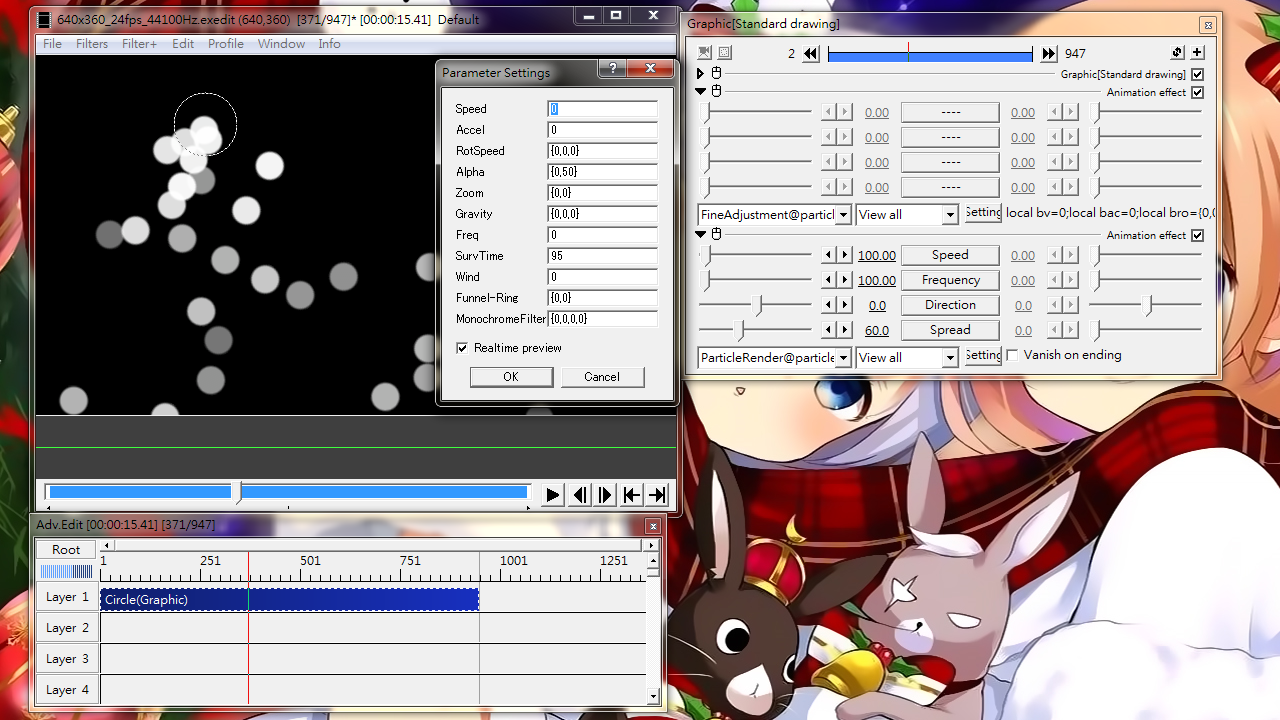 640x360_24fps_44100Hz.exedit (640,360) [371/947]* [00:00:15.41] Default
File Filters Filter+ Edit Profile Window Info
Parameter Settings
Speed 0
Accel 0
RotSpeed {0,0,0}
Alpha {0,50}
Zoom {0,0}
Gravity {0,0,0}
Freq 0
SurvTime 95
Wind 0
Funnel-Ring {0,0}
MonochromeFilter {0,0,0,0}
Realtime preview
OK Cancel
Graphic[Standard drawing]
2 947
Graphic[Standard drawing]
Animation effect
0.00 ---- 0.00
0.00 ---- 0.00
0.00 ---- 0.00
0.00 ---- 0.00
FineAdjustment@particl View all Setting local bv=0;local bac=0;local bro={0,0
Animation effect
100.00 Speed 0.00
100.00 Frequency 0.00
0.0 Direction 0.0
60.0 Spread 0.0
ParticleRender@particle View all Setting Vanish on ending
Adv.Edit [00:00:15.41] [371/947]
Root
1 251 501 751 1001 1251
Layer 1 Circle(Graphic)
Layer 2
Layer 3
Layer 4